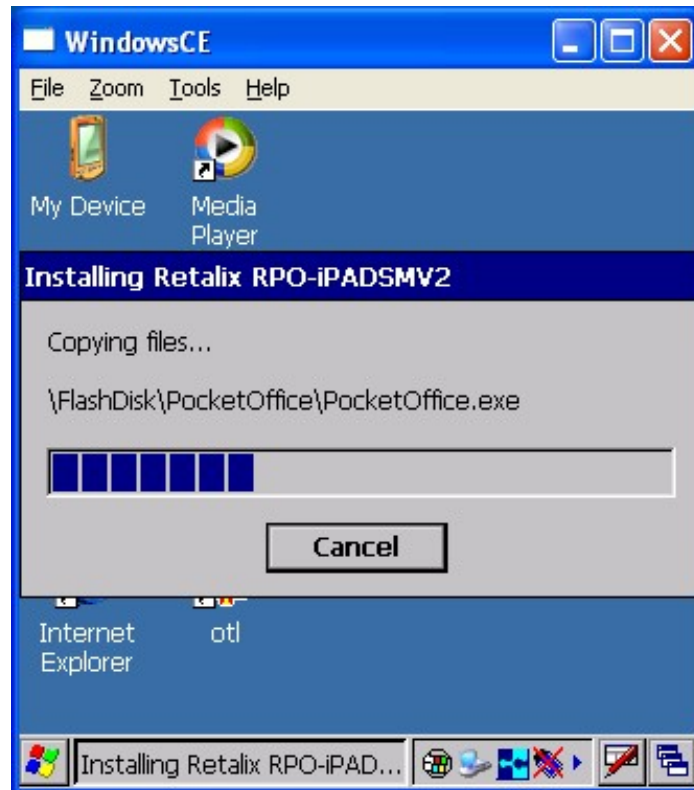 WindowsCE
File Zoom Tools Help
My Device
Media
Player
Installing Retalix RPO-iPADSMV2
Copying files...
\FlashDisk\PocketOffice\PocketOffice.exe
Cancel
Internet
Explorer
otl
Installing Retalix RPO-iPAD...